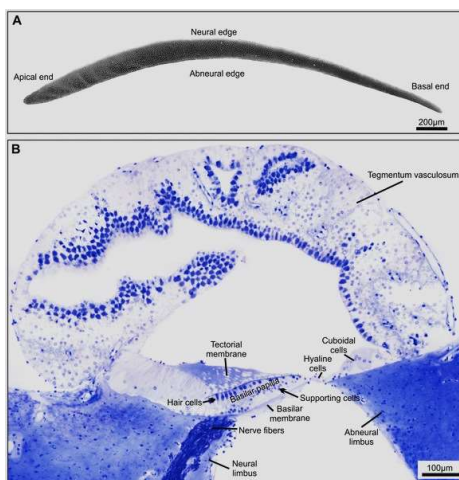 A
Neural edge
Apical end
Abneural edge
Basal end
200µm
B
Tegmentum vasculosum
Tectorial
membrane
Cuboidal
cells
Hyaline
cells
Hair cells
Basilar papilla
Supporting cells
Basilar
membrane
Nerve fibers
Abneural
limbus
Neural
limbus
100µm